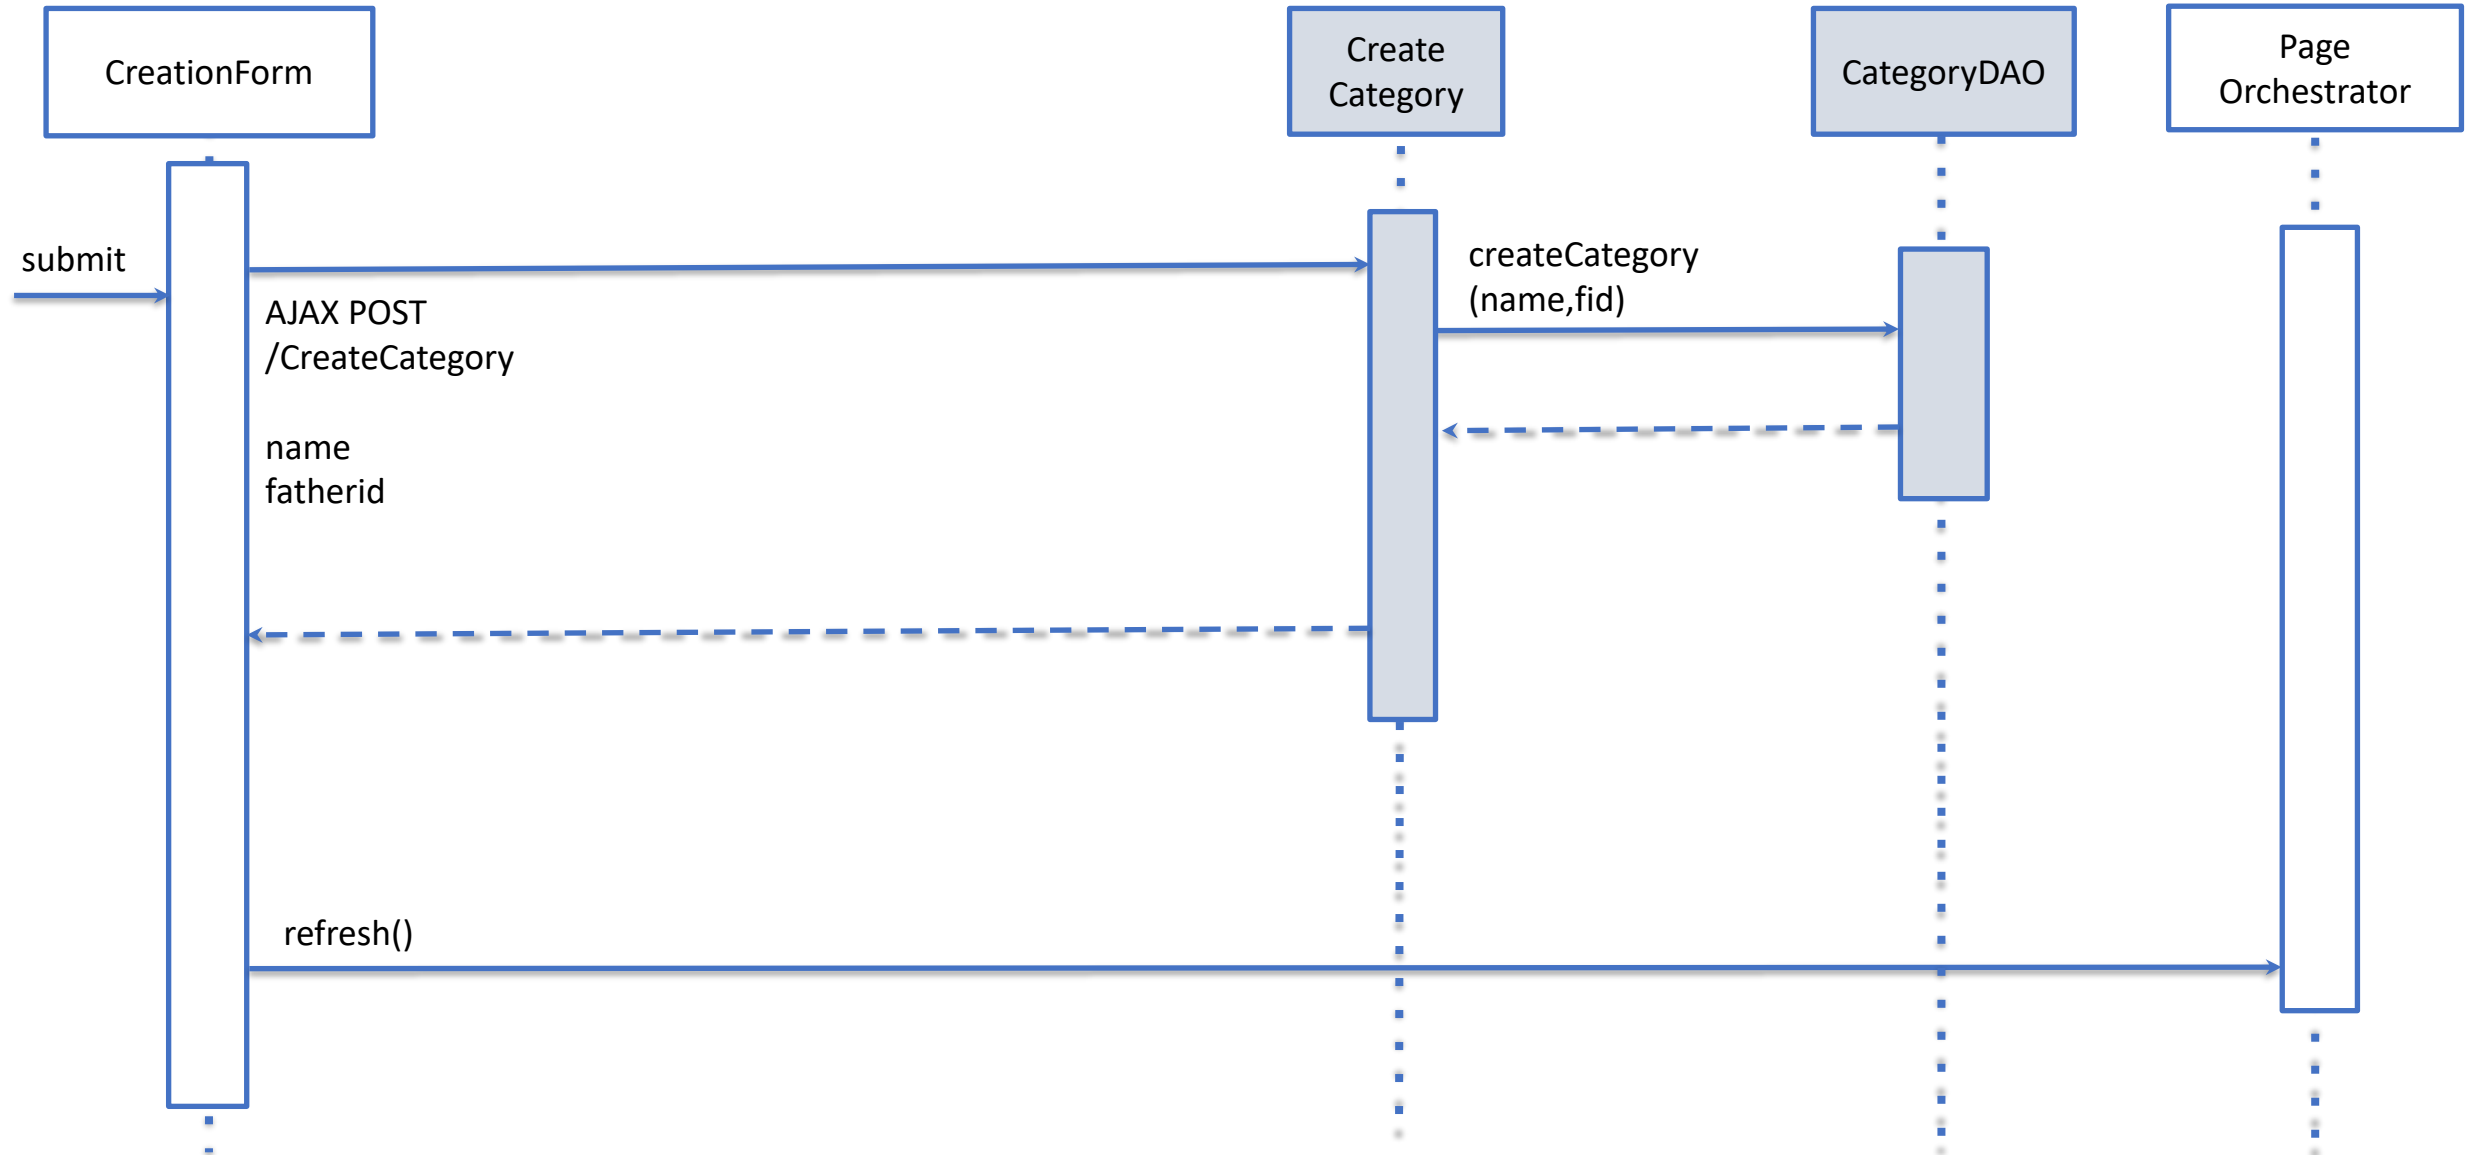 CreationForm
Create
Category
CategoryDAO
Page
Orchestrator
submit
AJAX POST
/CreateCategory
name
fatherid
createCategory
(name,fid)
refresh()